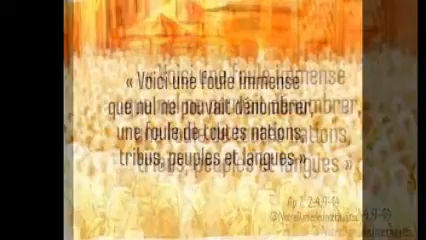 « Voici une foule immense
que nul ne pouvait dénombrer,
une foule de toutes nations,
tribus, peuples et langues »